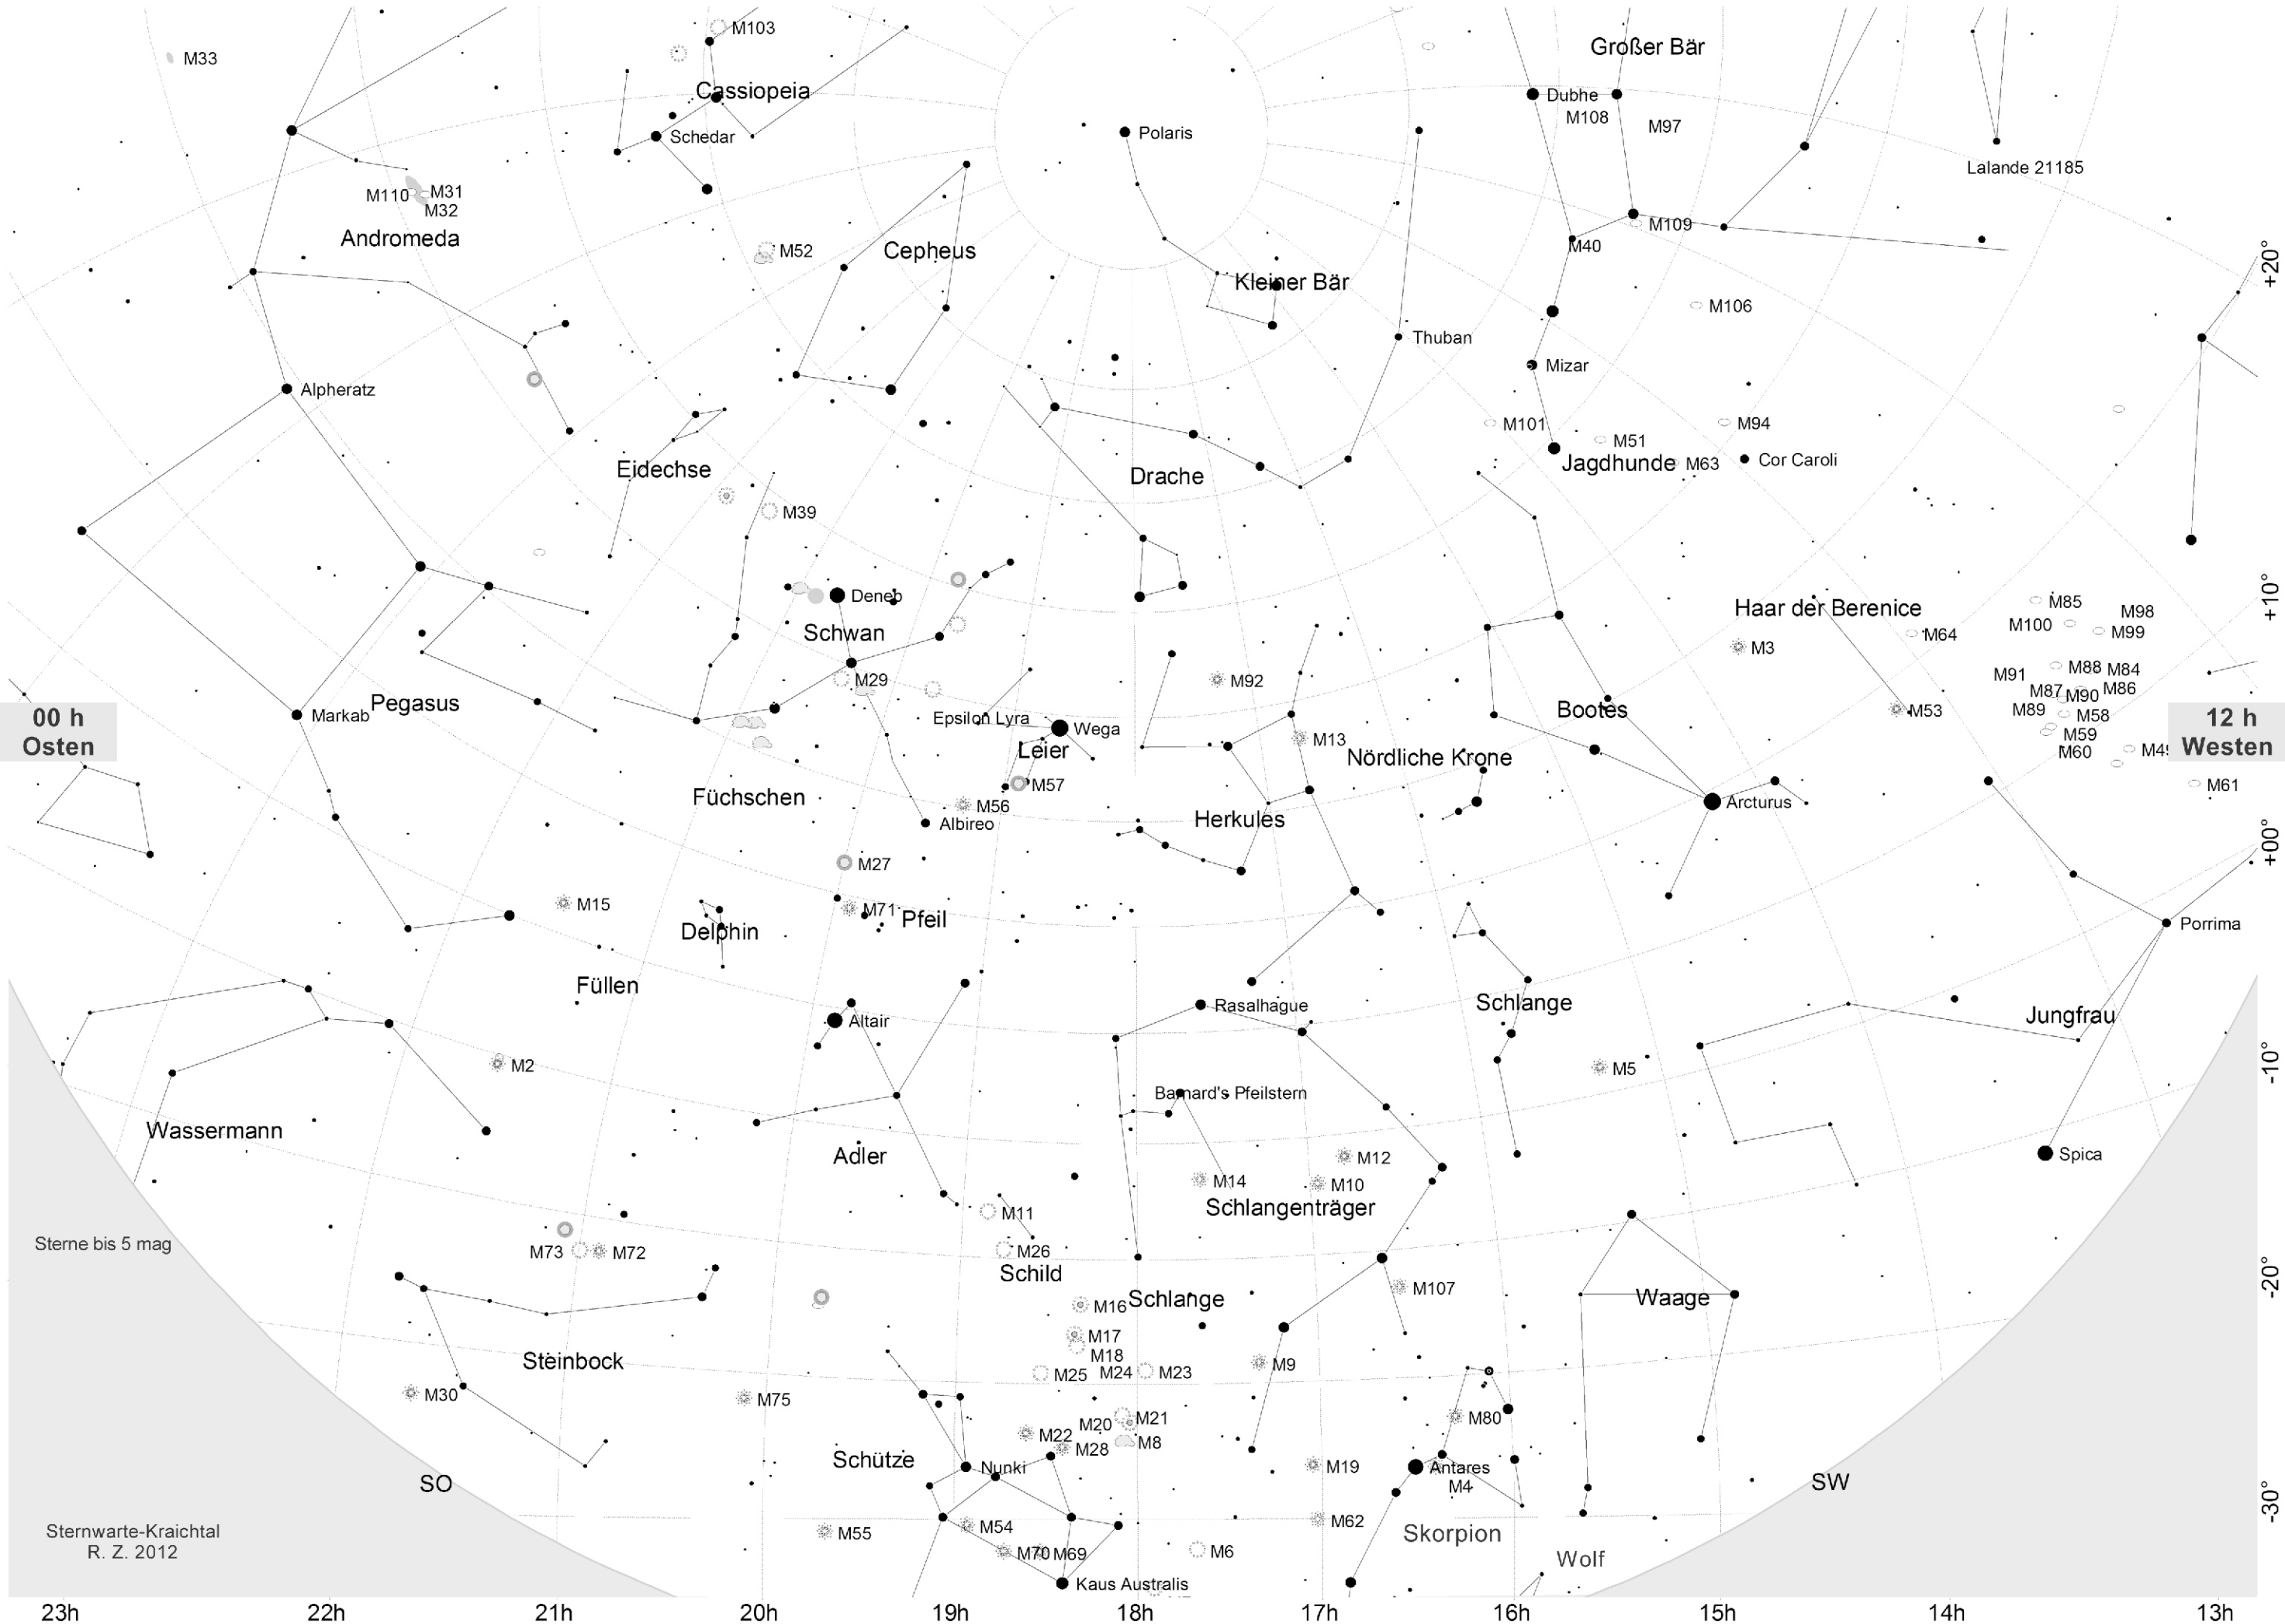 M103
Großer Bär
M33
Cassiopeia
Dubhe
M108
M97
Polaris
Schedar
Lalande 21185
M110
M31
M32
M109
Andromeda
M52
Cepheus
M40
+20°
Kleiner Bär
M106
Thuban
Mizar
Alpheratz
M101
M94
M51
Eidechse
Drache
Jagdhunde
M63
Cor Caroli
M39
Deneb
+10°
Haar der Berenice
M85
M98
M100
M99
Schwan
M64
M3
M92
M29
M88
M84
M91
M87
M90
M86
Pegasus
Markab
Epsilon Lyra
Wega
Bootes
M53
M89
M58
00 h
Osten
12 h
Westen
M13
M59
M60
M49
Leier
Nördliche Krone
M57
M61
Füchschen
M56
Albireo
Herkules
Arcturus
+00°
M27
M15
M71
Pfeil
Delphin
Porrima
Füllen
Rasalhague
Schlange
Jungfrau
Altair
M2
M5
-10°
Barnard's Pfeilstern
Wassermann
Adler
M12
Spica
M14
M10
Schlangenträger
M11
Sterne bis 5 mag
M73
M72
M26
Schild
M107
-20°
M16
Schlange
Waage
M17
M18
Steinbock
M25
M24
M23
M9
M30
M75
M20
M21
M80
M22
M8
M28
Schütze
Nunki
M19
Antares
M4
SO
SW
-30°
Sternwarte-Kraichtal
R. Z. 2012
M55
M54
M62
Skorpion
M70
M69
M6
Wolf
Kaus Australis
23h
22h
21h
20h
19h
18h
17h
16h
15h
14h
13h